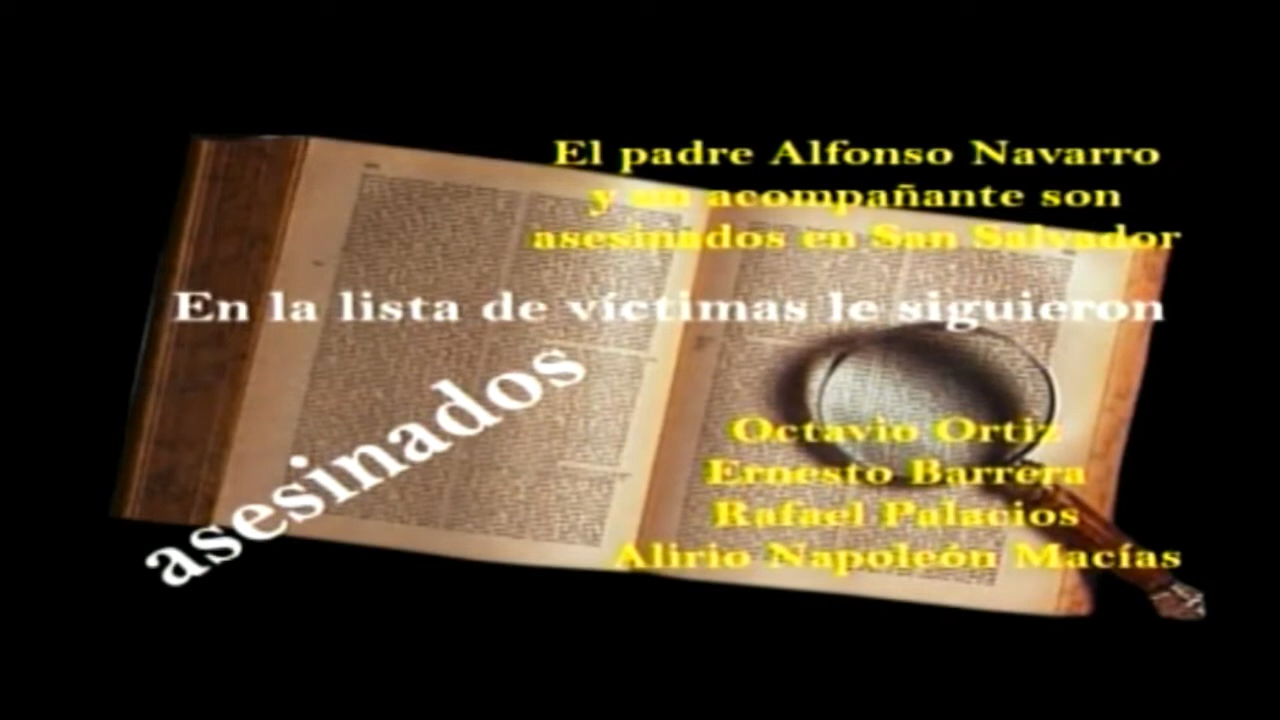 El padre Alfonso Navarro
y un acompañante son
asesinados en San Salvador
En la lista de víctimas le siguieron
asesinados
Octavio Ortiz
Ernesto Barrera
Rafael Palacios
Alirio Napoleón Macías